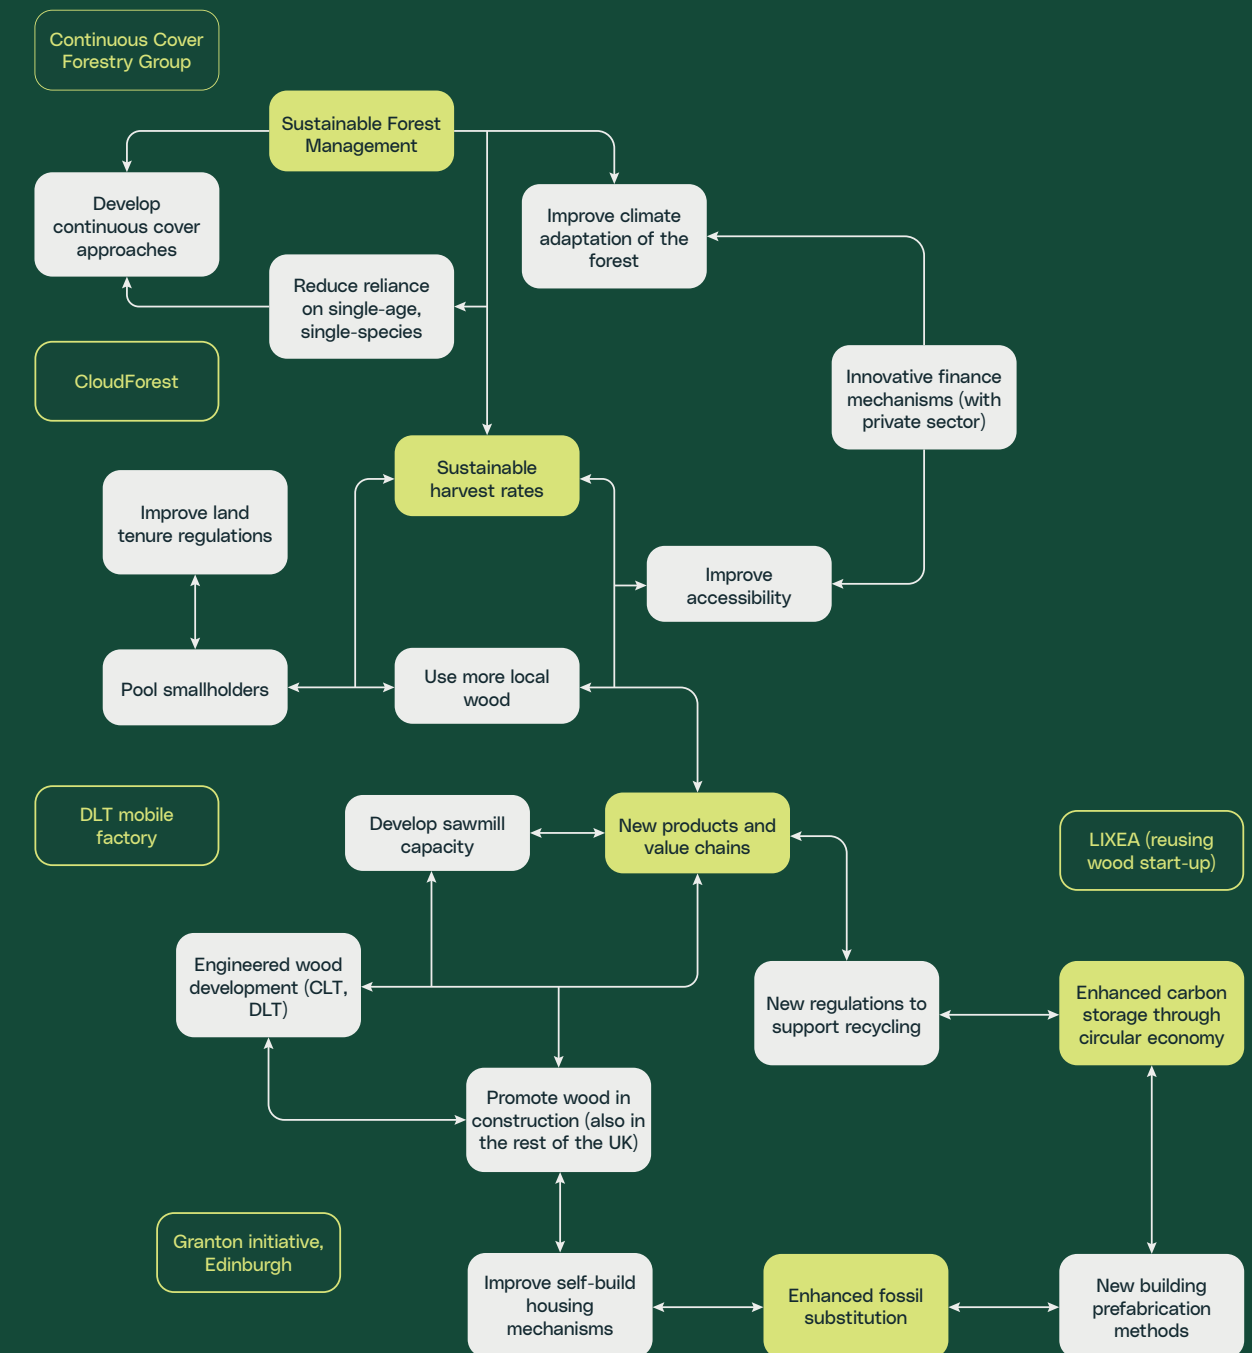 Continuous Cover
Forestry Group
Sustainable Forest
Management
Develop
continuous cover
approaches
Improve climate
adaptation of the
forest
Reduce reliance
on single-age,
single-species
CloudForest
Innovative finance
mechanisms (with
private sector)
Sustainable
harvest rates
Improve land
tenure regulations
Improve
accessibility
Pool smallholders
Use more local
wood
DLT mobile
factory
Develop sawmill
capacity
New products and
value chains
LIXEA (reusing
wood start-up)
Engineered wood
development (CLT,
DLT)
New regulations to
support recycling
Enhanced carbon
storage through
circular economy
Promote wood in
construction (also in
the rest of the UK)
Granton initiative,
Edinburgh
Improve self-build
housing
mechanisms
Enhanced fossil
substitution
New building
prefabrication
methods